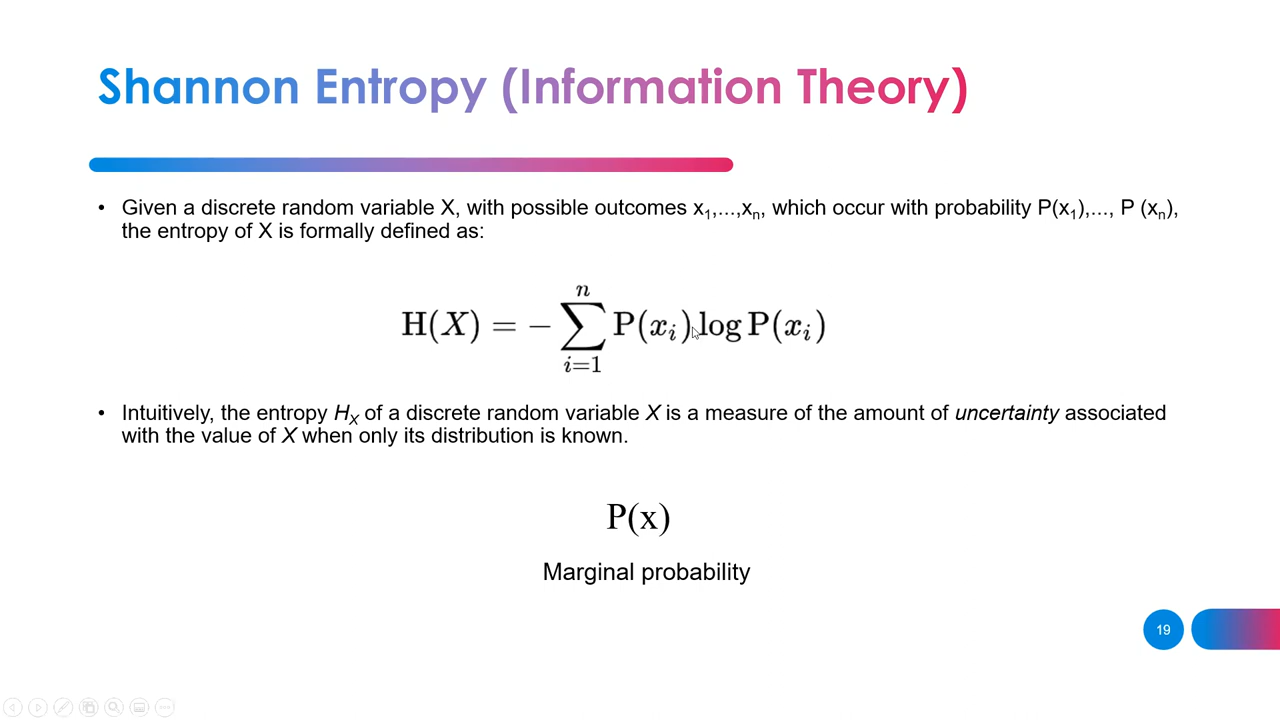 Shannon Entropy (Information Theory)
• Given a discrete random variable X, with possible outcomes x₁,...,xₙ, which occur with probability P(x₁),..., P (xₙ),
the entropy of X is formally defined as:
H(X) = − ∑ⁿᵢ₌₁ P(xᵢ) log P(xᵢ)
• Intuitively, the entropy Hₓ of a discrete random variable X is a measure of the amount of uncertainty associated
with the value of X when only its distribution is known.
P(x)
Marginal probability
19